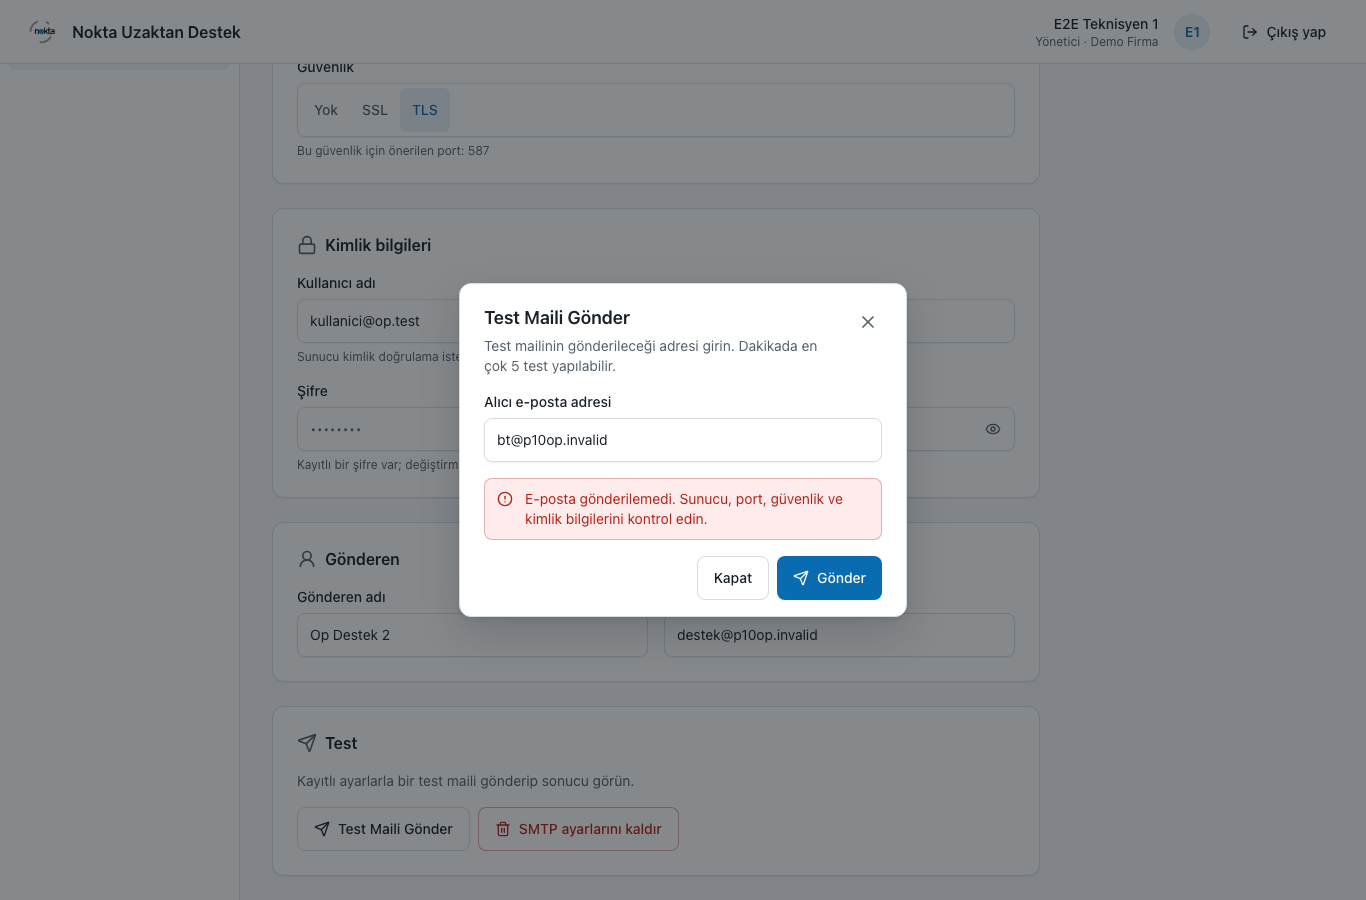 nokta
Nokta Uzaktan Destek
E2E Teknisyen 1
Yönetici · Demo Firma
E1
Çıkış yap
Güvenlik
Yok
SSL
TLS
Bu güvenlik için önerilen port: 587
Kimlik bilgileri
Kullanıcı adı
kullanici@op.test
Sunucu kimlik doğrulama iste
Şifre
••••••••
Kayıtlı bir şifre var; değiştirm
Test Maili Gönder
Test mailinin gönderileceği adresi girin. Dakikada en
çok 5 test yapılabilir.
Alıcı e-posta adresi
bt@p10op.invalid
E-posta gönderilemedi. Sunucu, port, güvenlik ve
kimlik bilgilerini kontrol edin.
Kapat
Gönder
Gönderen
Gönderen adı
Op Destek 2
destek@p10op.invalid
Test
Kayıtlı ayarlarla bir test maili gönderip sonucu görün.
Test Maili Gönder
SMTP ayarlarını kaldır